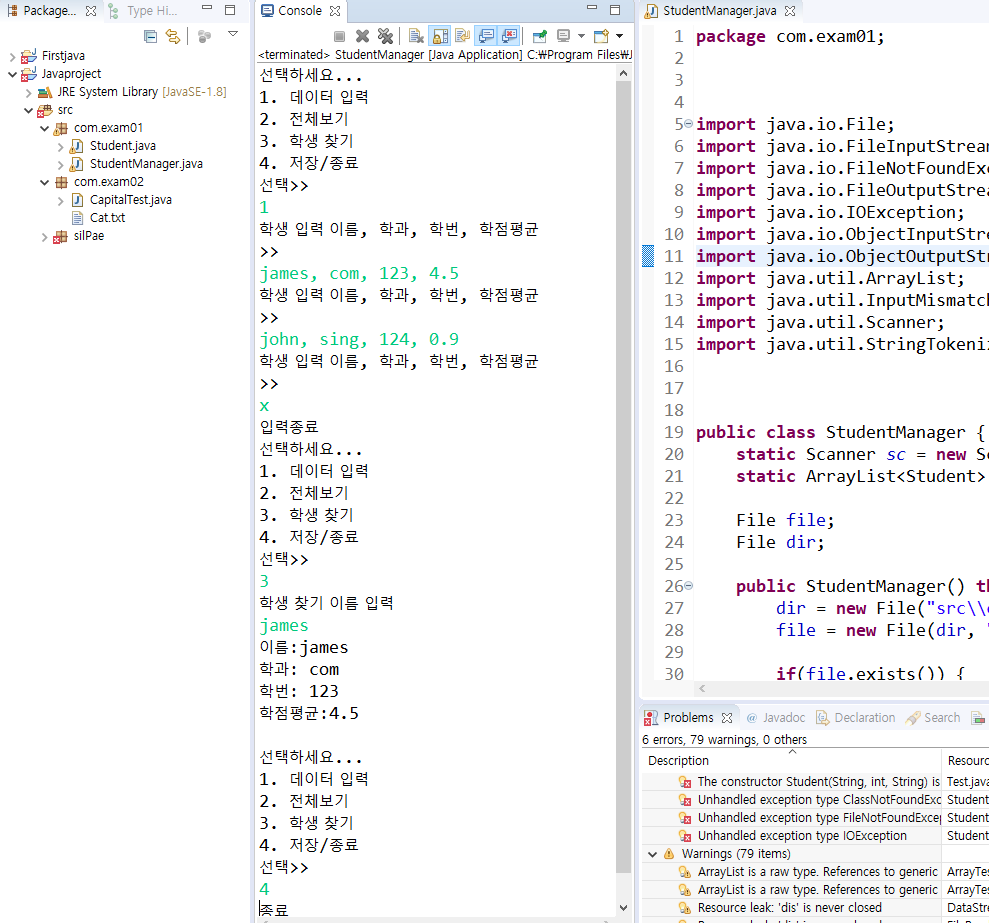 Package...
Type Hi...
Firstjava
Javaproject
JRE System Library [JavaSE-1.8]
src
com.exam01
Student.java
StudentManager.java
com.exam02
CapitalTest.java
Cat.txt
silPae
Console
<terminated> StudentManager [Java Application] C:₩Program Files₩J
선택하세요...
1. 데이터 입력
2. 전체보기
3. 학생 찾기
4. 저장/종료
선택>>
1
학생 입력 이름, 학과, 학번, 학점평균
>>
james, com, 123, 4.5
학생 입력 이름, 학과, 학번, 학점평균
>>
john, sing, 124, 0.9
학생 입력 이름, 학과, 학번, 학점평균
>>
x
입력종료
선택하세요...
1. 데이터 입력
2. 전체보기
3. 학생 찾기
4. 저장/종료
선택>>
3
학생 찾기 이름 입력
james
이름:james
학과: com
학번: 123
학점평균:4.5
선택하세요...
1. 데이터 입력
2. 전체보기
3. 학생 찾기
4. 저장/종료
선택>>
4
종료
StudentManager.java
1 package com.exam01;
2
3
4
5 import java.io.File;
6 import java.io.FileInputStrea
7 import java.io.FileNotFoundExc
8 import java.io.FileOutputStrea
9 import java.io.IOException;
10 import java.io.ObjectInputStre
11 import java.io.ObjectOutputStr
12 import java.util.ArrayList;
13 import java.util.InputMismatch
14 import java.util.Scanner;
15 import java.util.StringTokeniz
16
17
18
19 public class StudentManager {
20 static Scanner sc = new Sc
21 static ArrayList<Student>
22
23 File file;
24 File dir;
25
26 public StudentManager() th
27 dir = new File("src\\
28 file = new File(dir,
29
30 if(file.exists()) {
Problems
Javadoc
Declaration
Search
6 errors, 79 warnings, 0 others
Description
Resourc
The constructor Student(String, int, String) is Test.java
Unhandled exception type ClassNotFoundExc Student
Unhandled exception type FileNotFoundExcep Student
Unhandled exception type IOException Student
Warnings (79 items)
ArrayList is a raw type. References to generic ArrayTes
ArrayList is a raw type. References to generic ArrayTes
Resource leak: 'dis' is never closed DataStre